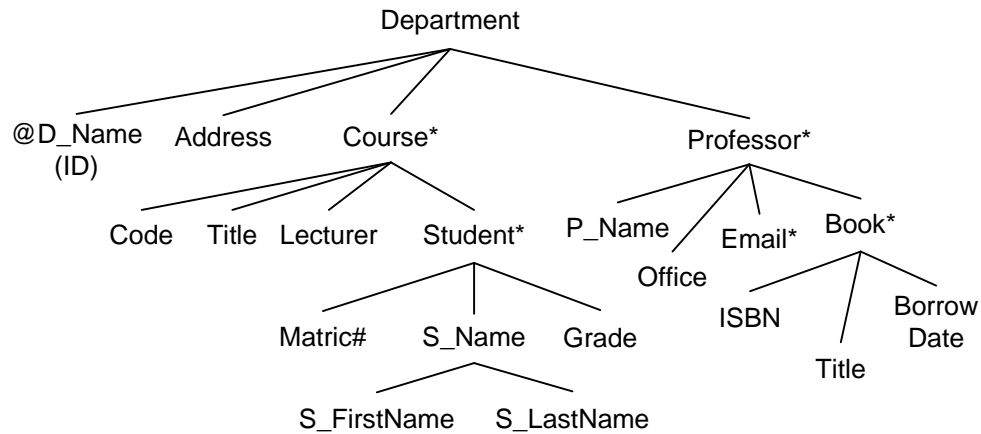 Department
@D_Name
(ID)
Address
Course*
Professor*
Code
Title
Lecturer
Student*
P_Name
Office
Email*
Book*
Matric#
S_Name
Grade
ISBN
Title
Borrow
Date
S_FirstName
S_LastName